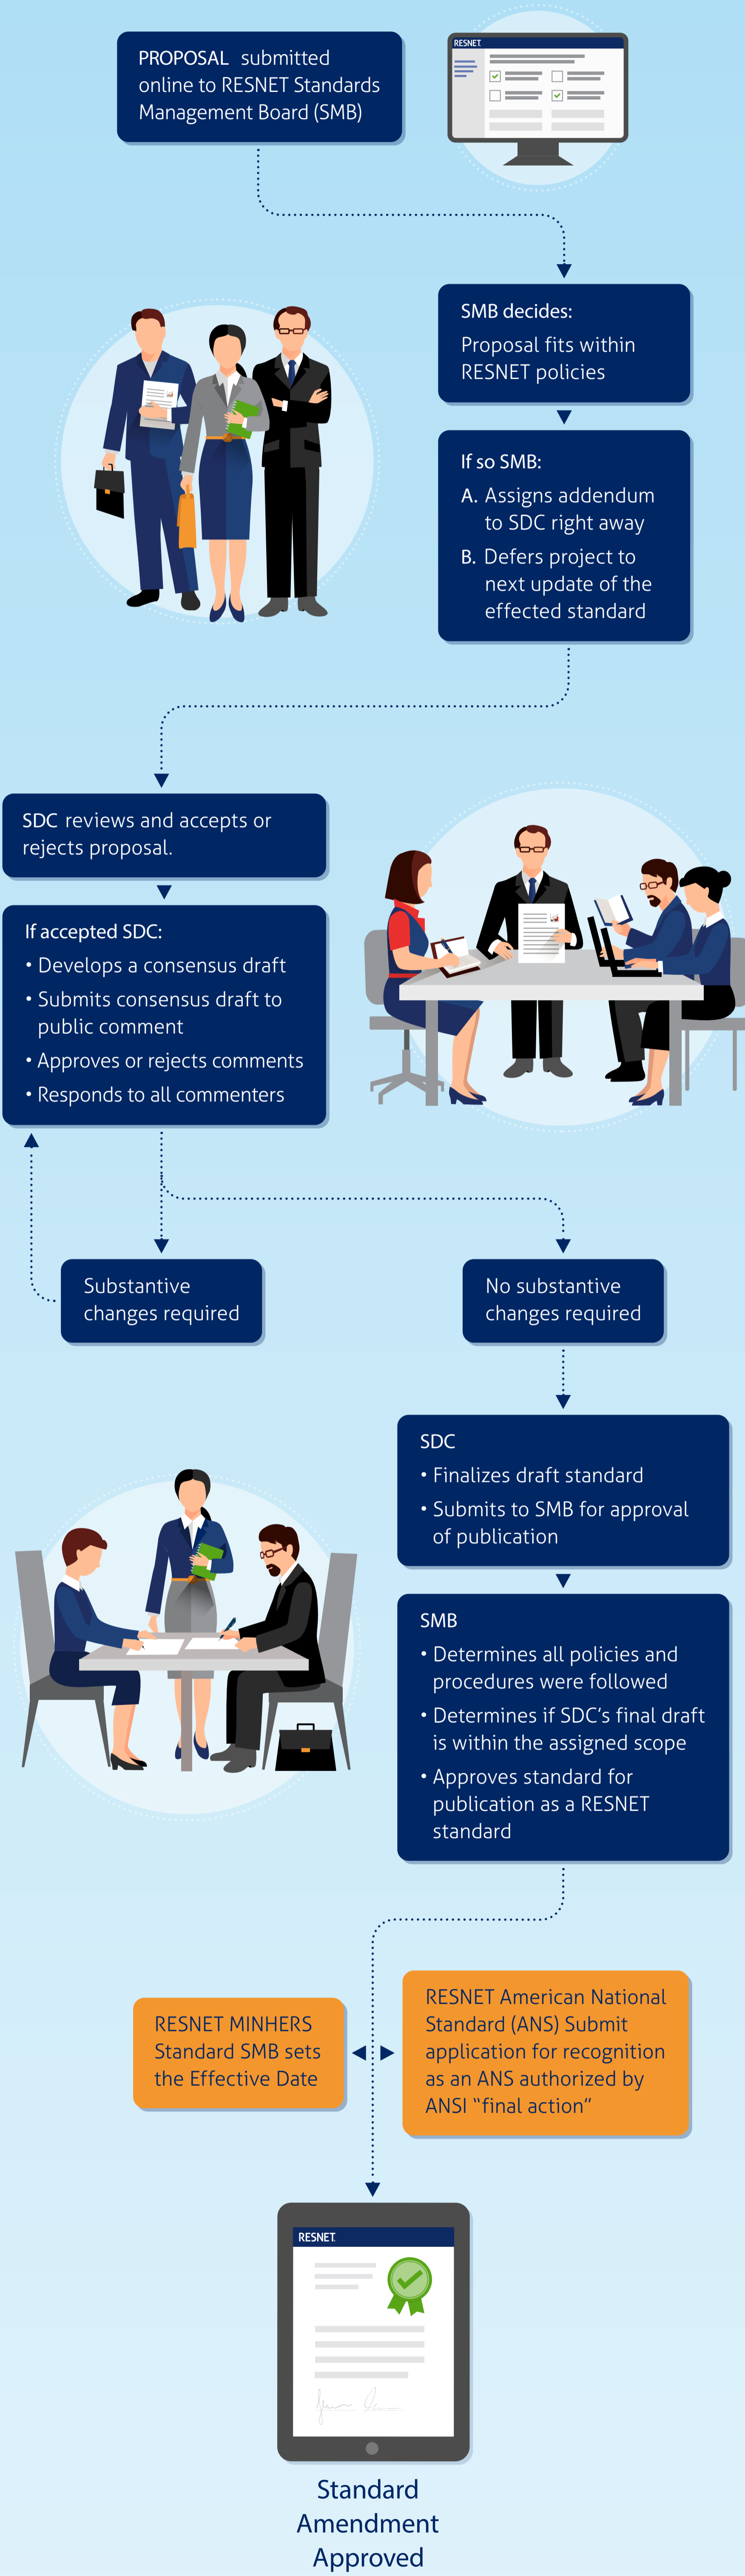 PROPOSAL submitted
online to RESNET Standards
Management Board (SMB)
RESNET
SMB decides:
Proposal fits within
RESNET policies
If so SMB:
A. Assigns addendum
to SDC right away
B. Defers project to
next update of the
effected standard
SDC reviews and accepts or
rejects proposal.
If accepted SDC:
• Develops a consensus draft
• Submits consensus draft to
public comment
• Approves or rejects comments
• Responds to all commenters
Substantive
changes required
No substantive
changes required
SDC
• Finalizes draft standard
• Submits to SMB for approval
of publication
SMB
• Determines all policies and
procedures were followed
• Determines if SDC’s final draft
is within the assigned scope
• Approves standard for
publication as a RESNET
standard
RESNET MINHERS
Standard SMB sets
the Effective Date
RESNET American National
Standard (ANS) Submit
application for recognition
as an ANS authorized by
ANSI “final action”
RESNET
Standard
Amendment
Approved